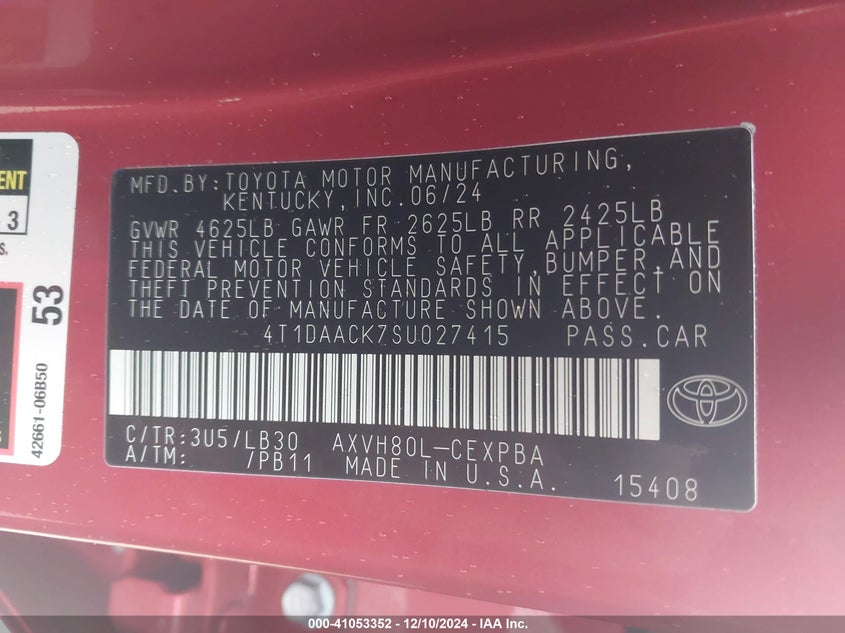 MFD.BY:TOYOTA MOTOR MANUFACTURING,
KENTUCKY,INC.06/24
GVWR 4625LB GAWR FR 2625LB RR 2425LB
THIS VEHICLE CONFORMS TO ALL APPLICABLE
FEDERAL MOTOR VEHICLE SAFETY,BUMPER,AND
THEFT PREVENTION STANDARDS IN EFFECT ON
THE DATE OF MANUFACTURE SHOWN ABOVE.
4T1DAACK7SU027415 PASS.CAR
C/TR:3U5/LB30 AXVH80L-CEXPBA
A/TM: /PB11 MADE IN U.S.A. 15408
ENT
3
s.
53
42661-06B50
000-41053352 - 12/10/2024 - IAA Inc.